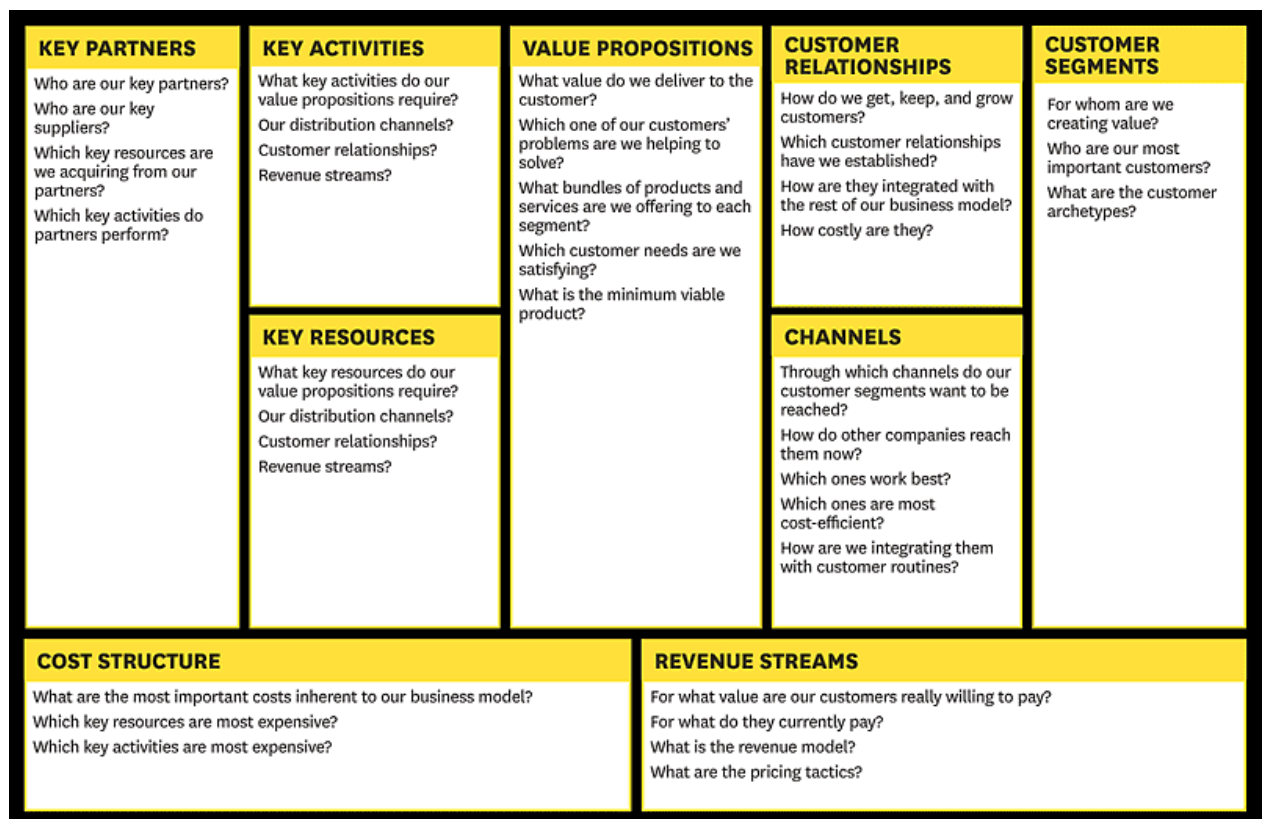 KEY PARTNERS
Who are our key partners?
Who are our key
suppliers?
Which key resources are
we acquiring from our
partners?
Which key activities do
partners perform?
KEY ACTIVITIES
What key activities do our
value propositions require?
Our distribution channels?
Customer relationships?
Revenue streams?
KEY RESOURCES
What key resources do our
value propositions require?
Our distribution channels?
Customer relationships?
Revenue streams?
VALUE PROPOSITIONS
What value do we deliver to the
customer?
Which one of our customers’
problems are we helping to
solve?
What bundles of products and
services are we offering to each
segment?
Which customer needs are we
satisfying?
What is the minimum viable
product?
CUSTOMER
RELATIONSHIPS
How do we get, keep, and grow
customers?
Which customer relationships
have we established?
How are they integrated with
the rest of our business model?
How costly are they?
CHANNELS
Through which channels do our
customer segments want to be
reached?
How do other companies reach
them now?
Which ones work best?
Which ones are most
cost-efficient?
How are we integrating them
with customer routines?
CUSTOMER
SEGMENTS
For whom are we
creating value?
Who are our most
important customers?
What are the customer
archetypes?
COST STRUCTURE
What are the most important costs inherent to our business model?
Which key resources are most expensive?
Which key activities are most expensive?
REVENUE STREAMS
For what value are our customers really willing to pay?
For what do they currently pay?
What is the revenue model?
What are the pricing tactics?